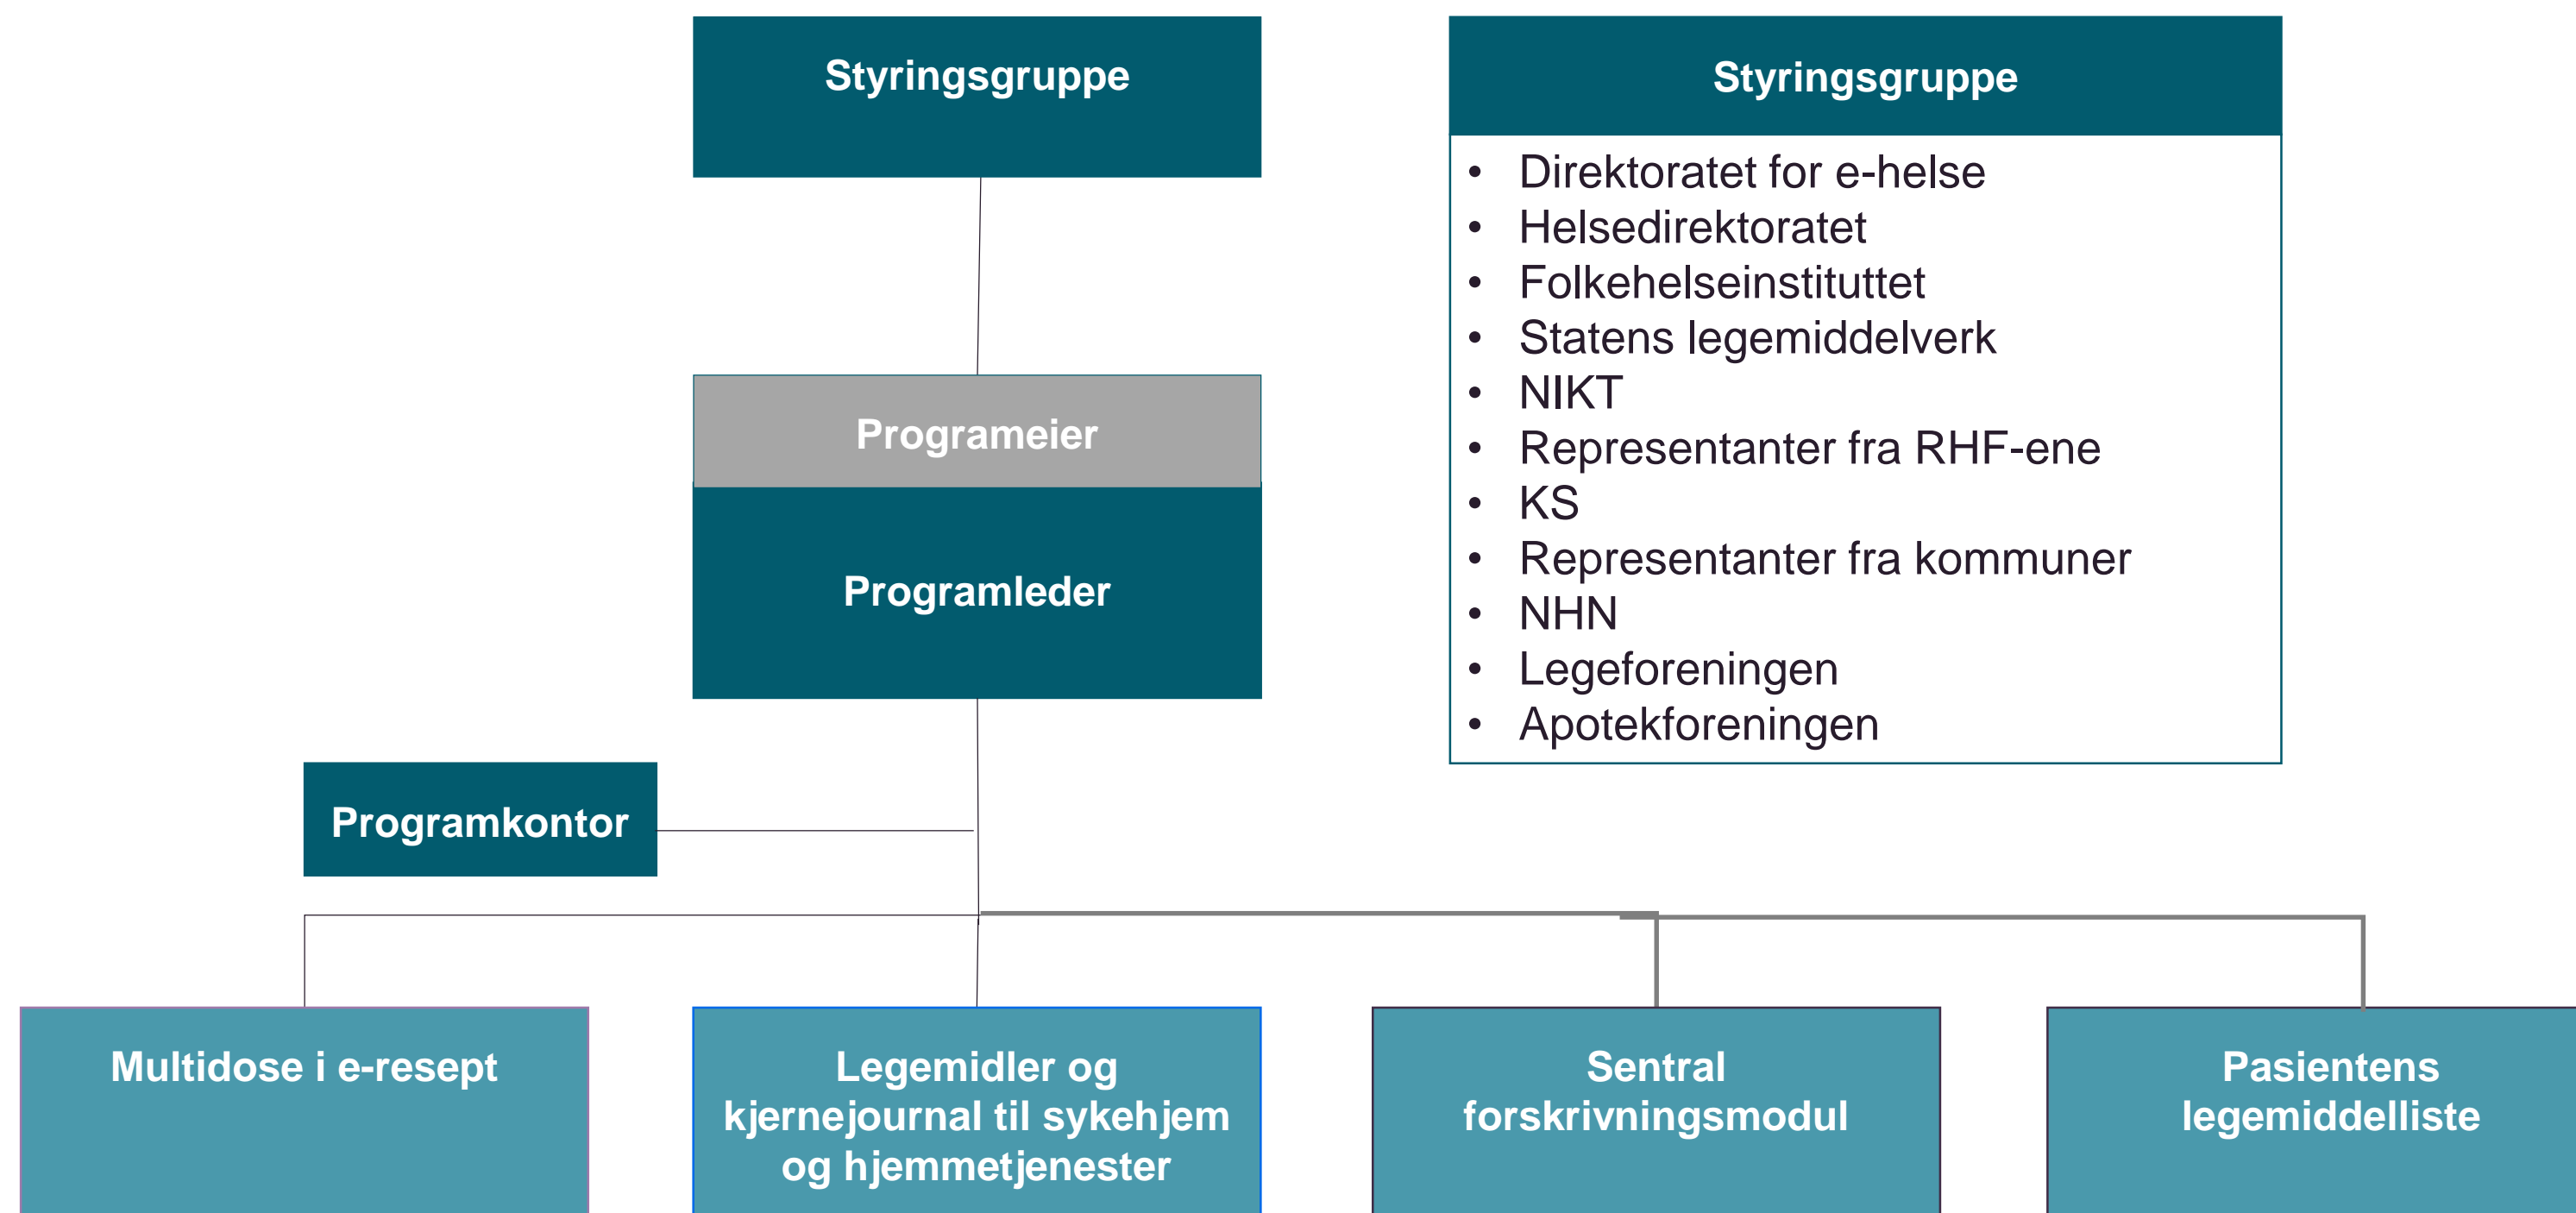 Styringsgruppe
Programeier
Programleder
Programkontor
Styringsgruppe
• Direktoratet for e-helse
• Helsedirektoratet
• Folkehelseinstituttet
• Statens legemiddelverk
• NIKT
• Representanter fra RHF-ene
• KS
• Representanter fra kommuner
• NHN
• Legeforeningen
• Apotekforeningen
Multidose i e-resept
Legemidler og
kjernejournal til sykehjem
og hjemmetjenester
Sentral
forskrivningsmodul
Pasientens
legemiddelliste